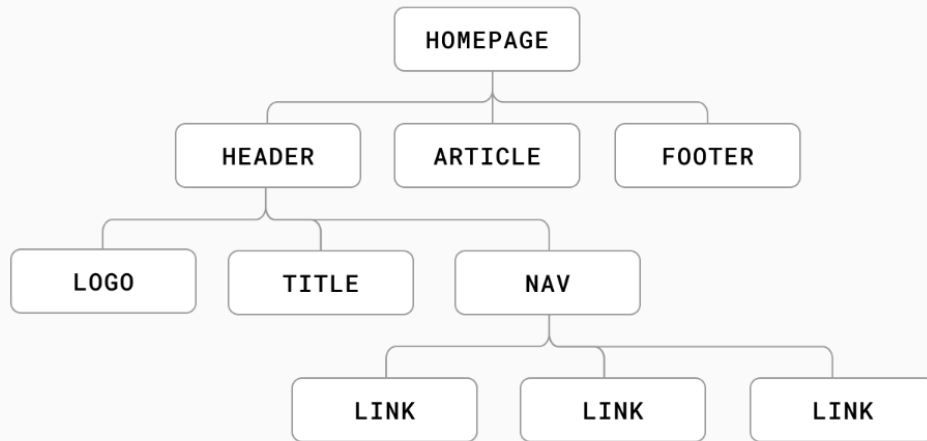 HOMEPAGE
HEADER ARTICLE FOOTER
LOGO TITLE NAV
LINK LINK LINK